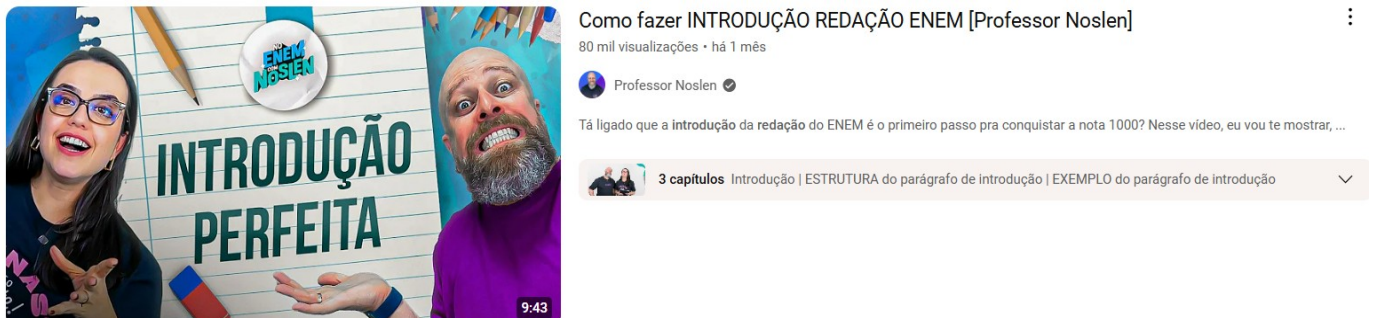 NO
ENEM
COM
NOSLEN
INTRODUÇÃO
PERFEITA
9:43
Como fazer INTRODUÇÃO REDAÇÃO ENEM [Professor Noslen]
80 mil visualizações • há 1 mês
Professor Noslen
Tá ligado que a introdução da redação do ENEM é o primeiro passo pra conquistar a nota 1000? Nesse vídeo, eu vou te mostrar, ...
3 capítulos Introdução | ESTRUTURA do parágrafo de introdução | EXEMPLO do parágrafo de introdução